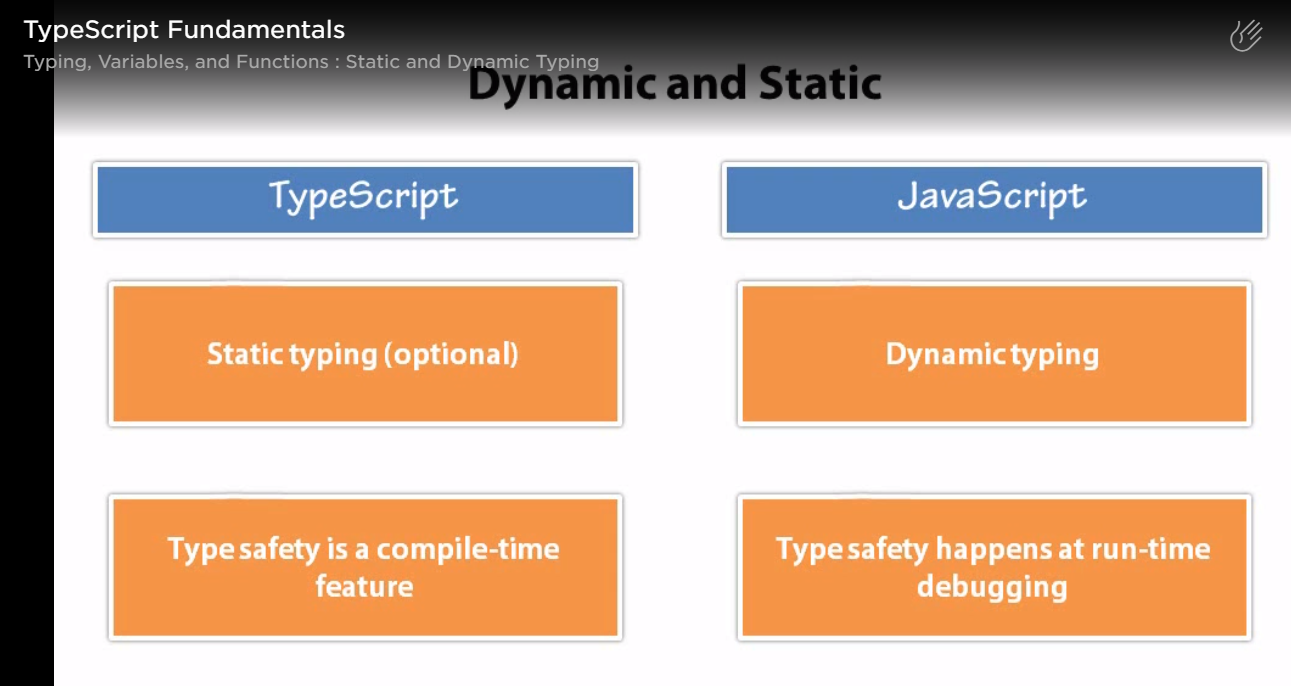 TypeScript Fundamentals
Typing, Variables, and Functions : Static and Dynamic Typing
Dynamic and Static
TypeScript
JavaScript
Static typing (optional)
Dynamic typing
Type safety is a compile-time
feature
Type safety happens at run-time
debugging